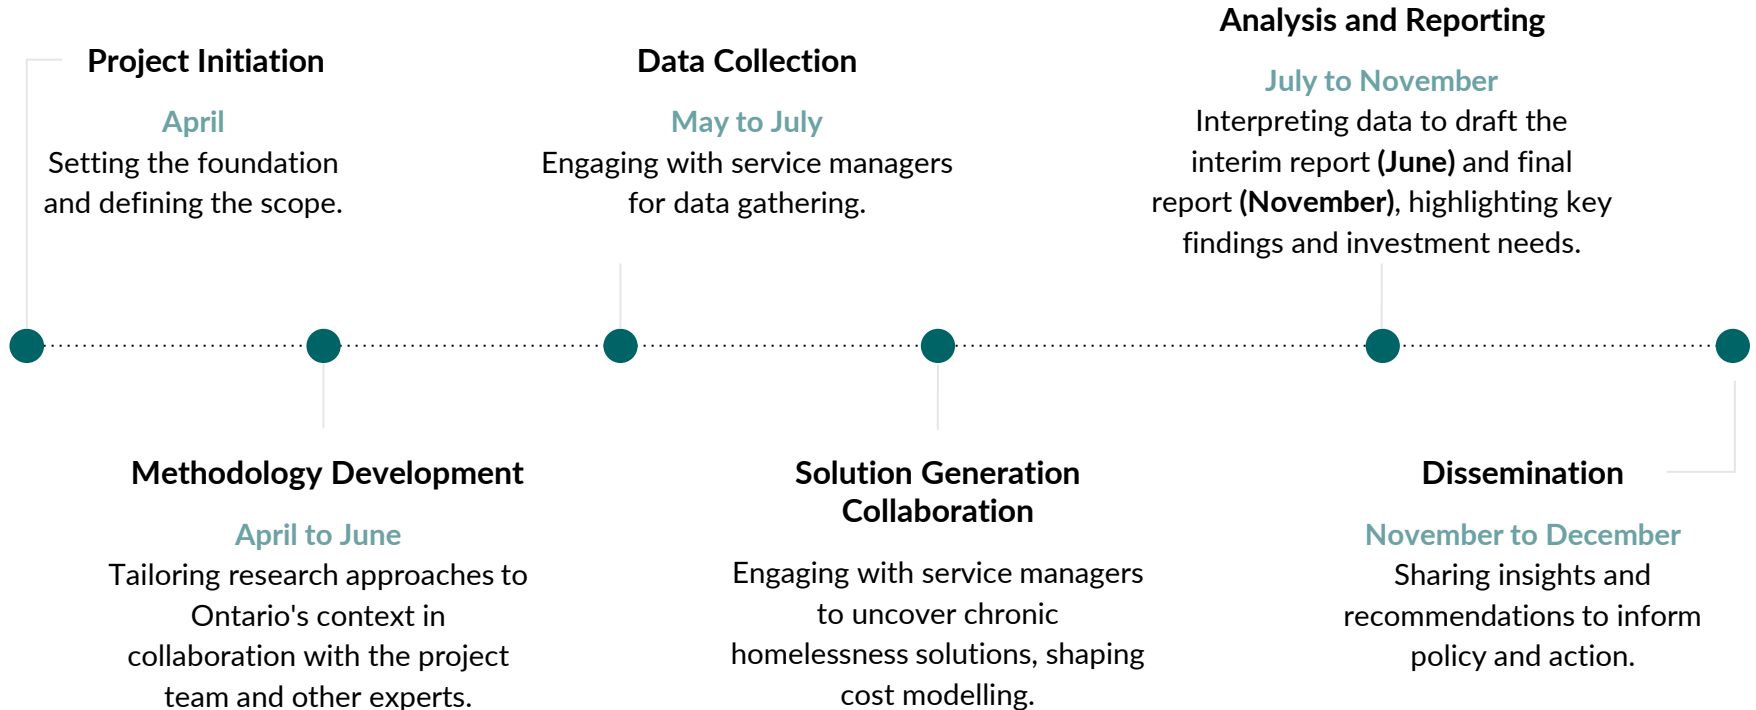 Project Initiation
April
Setting the foundation
and defining the scope.
Methodology Development
April to June
Tailoring research approaches to
Ontario's context in
collaboration with the project
team and other experts.
Data Collection
May to July
Engaging with service managers
for data gathering.
Solution Generation
Collaboration
Engaging with service managers
to uncover chronic
homelessness solutions, shaping
cost modelling.
Analysis and Reporting
July to November
Interpreting data to draft the
interim report (June) and final
report (November), highlighting key
findings and investment needs.
Dissemination
November to December
Sharing insights and
recommendations to inform
policy and action.